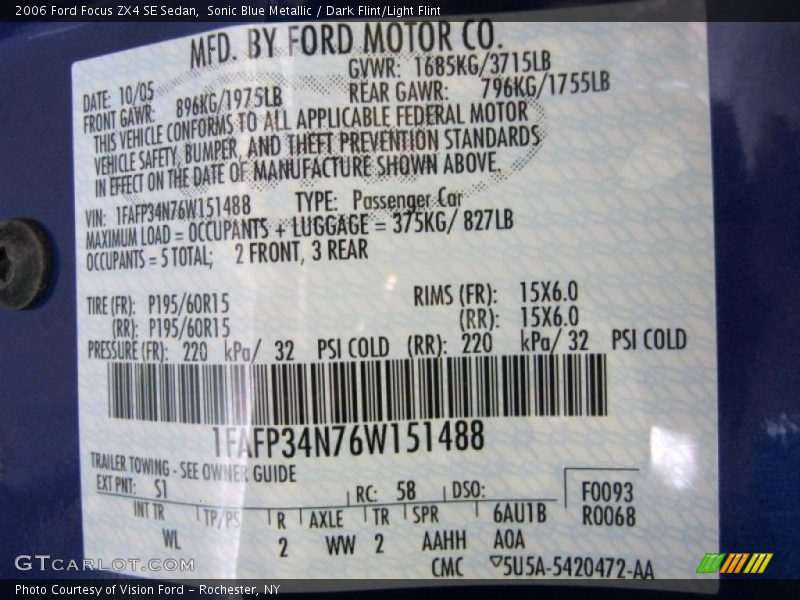 2006 Ford Focus ZX4 SE Sedan,  Sonic Blue Metallic / Dark Flint/Light Flint
MFD. BY FORD MOTOR CO.
DATE: 10/05 GVWR: 1685KG/3715LB
FRONT GAWR: 896KG/1975LB REAR GAWR: 796KG/1755LB
THIS VEHICLE CONFORMS TO ALL APPLICABLE FEDERAL MOTOR
VEHICLE SAFETY, BUMPER, AND THEFT PREVENTION STANDARDS
IN EFFECT ON THE DATE OF MANUFACTURE SHOWN ABOVE.
VIN: 1FAFP34N76W151488 TYPE: Passenger Car
MAXIMUM LOAD = OCCUPANTS + LUGGAGE = 375KG/ 827LB
OCCUPANTS = 5 TOTAL; 2 FRONT, 3 REAR
TIRE (FR): P195/60R15 RIMS (FR): 15X6.0
(RR): P195/60R15 (RR): 15X6.0
PRESSURE (FR): 220 kPa/ 32 PSI COLD (RR): 220 kPa/ 32 PSI COLD
1FAFP34N76W151488
TRAILER TOWING - SEE OWNER GUIDE
EXT PNT: S1 RC: 58 DSO: F0093
INT TR TP/PS R AXLE TR SPR 6AU1B R0068
WL 2 WW 2 AAHH A0A
CMC ▽5U5A-5420472-AA
GTCARLOT.COM
Photo Courtesy of Vision Ford – Rochester, NY